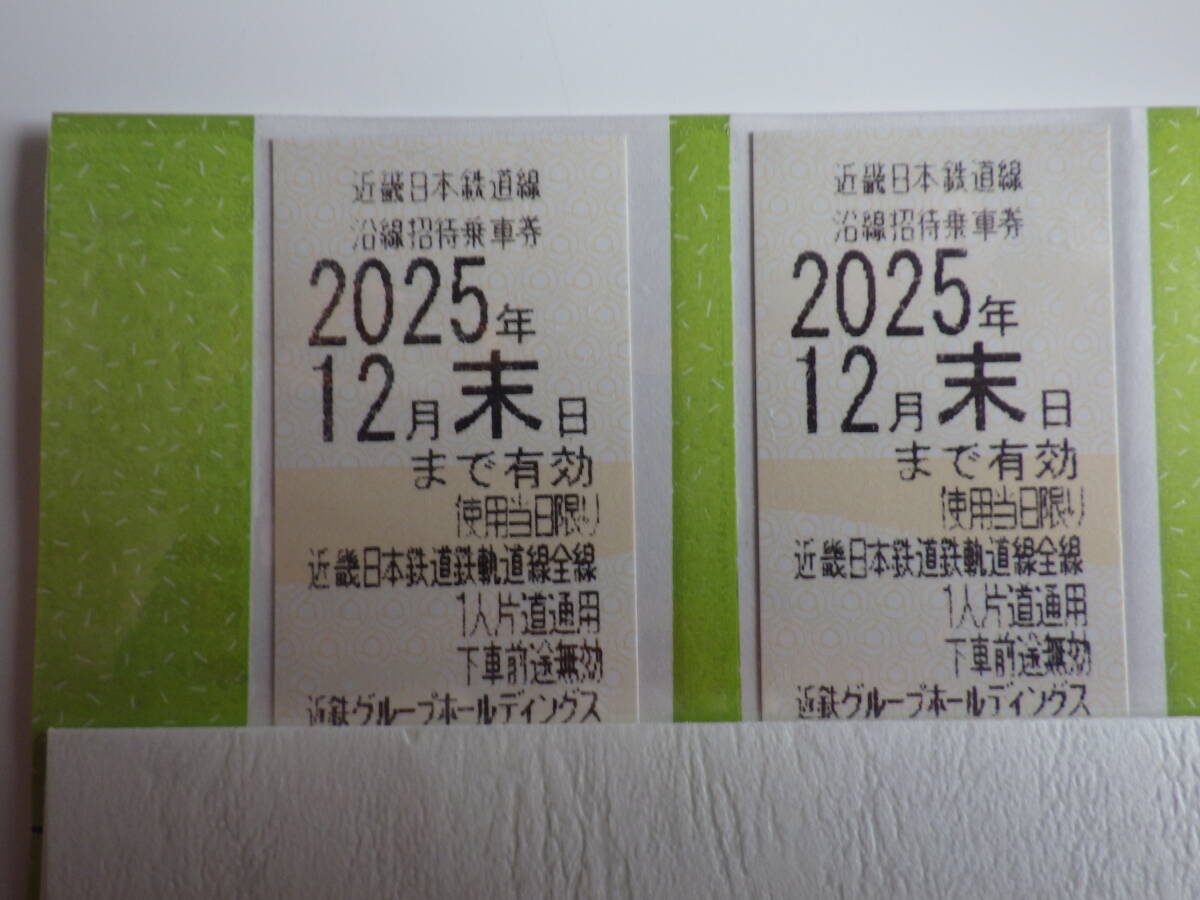 近畿日本鉄道線
沿線招待乗車券
2025年
12月末日
まで有効
使用当日限り
近畿日本鉄道鉄軌道線全線
1人片道通用
下車前途無効
近鉄グループホールディングス
近畿日本鉄道線
沿線招待乗車券
2025年
12月末日
まで有効
使用当日限り
近畿日本鉄道鉄軌道線全線
1人片道通用
下車前途無効
近鉄グループホールディングス